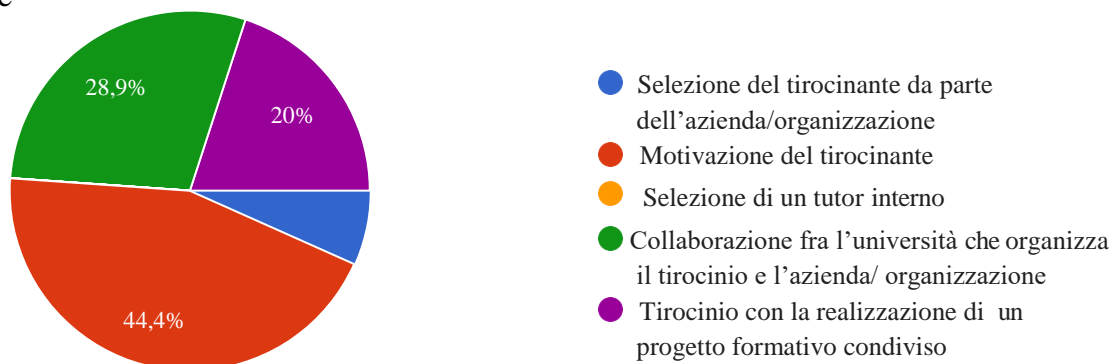 28,9%
20%
44,4%
Selezione del tirocinante da parte
dell’azienda/organizzazione
Motivazione del tirocinante
Selezione di un tutor interno
Collaborazione fra l’università che organizza
il tirocinio e l’azienda/ organizzazione
Tirocinio con la realizzazione di un
progetto formativo condiviso